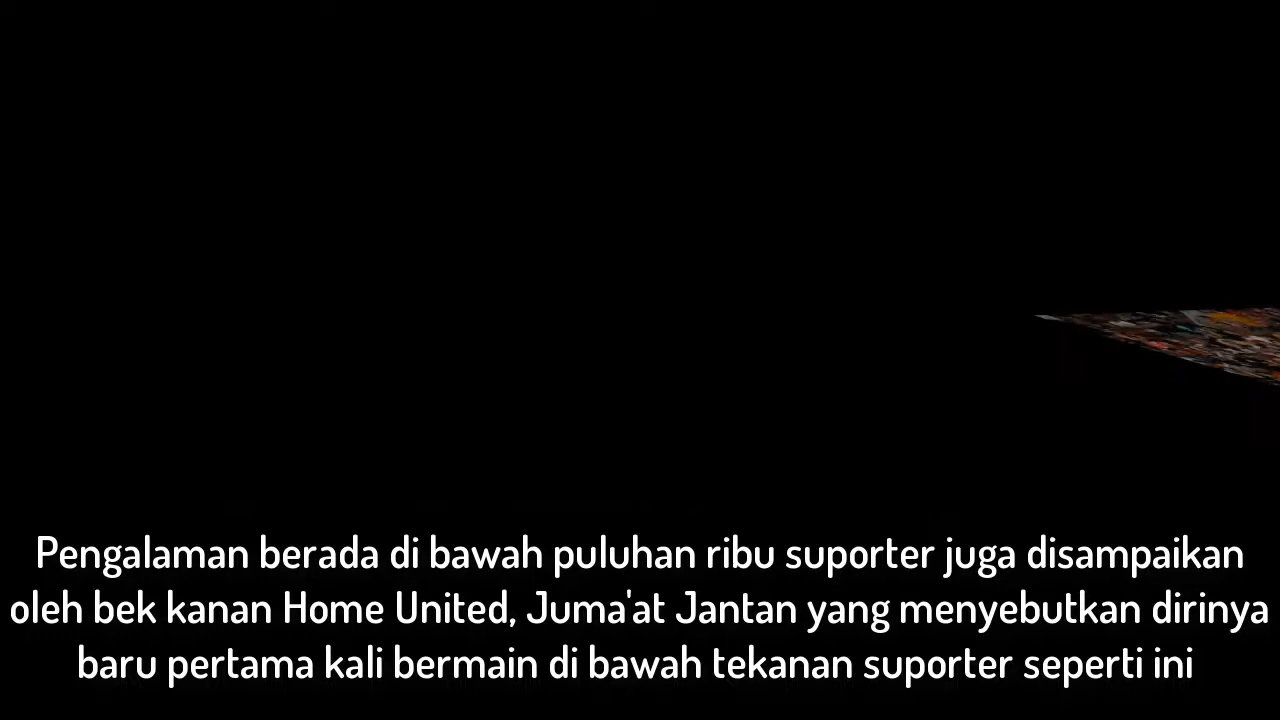 Pengalaman berada di bawah puluhan ribu suporter juga disampaikan
oleh bek kanan Home United, Juma'at Jantan yang menyebutkan dirinya
baru pertama kali bermain di bawah tekanan suporter seperti ini